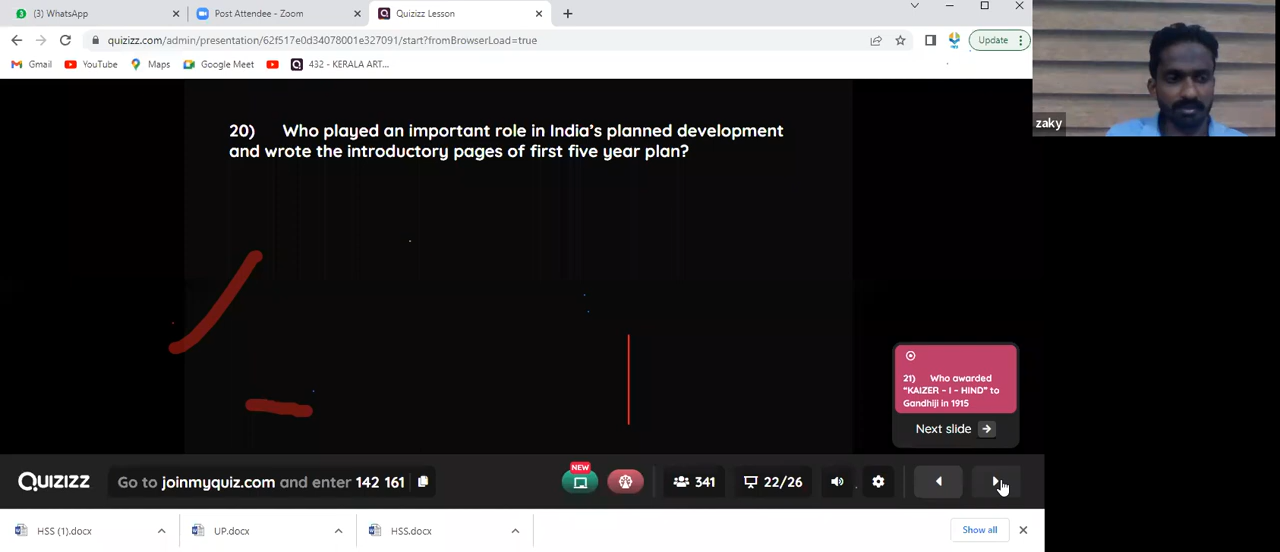 (3) WhatsApp
Post Attendee - Zoom
Quizizz Lesson
quizizz.com/admin/presentation/62f517e0d34078001e327091/start?fromBrowserLoad=true
Update
Gmail
YouTube
Maps
Google Meet
432 - KERALA ART...
zaky
20) Who played an important role in India's planned development
and wrote the introductory pages of first five year plan?
21) Who awarded
"KAIZER - I - HIND" to
Gandhiji in 1915
Next slide
NEW
QUIZIZZ
Go to joinmyquiz.com and enter 142 161
341
22/26
HSS (1).docx
UP.docx
HSS.docx
Show all